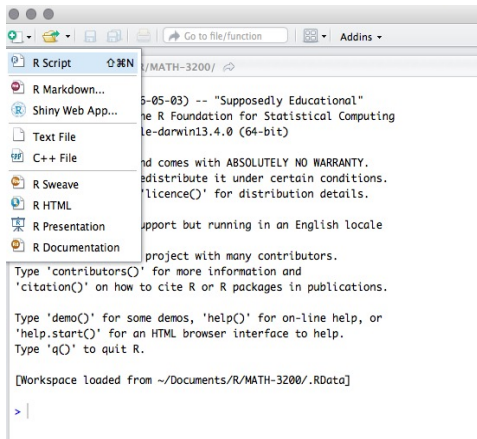 Go to file/function
Addins
R Script ⇧⌘N
/MATH-3200/
R Markdown...
Shiny Web App...
Text File
C++ File
R Sweave
R HTML
R Presentation
R Documentation
6-05-03) -- "Supposedly Educational"
he R Foundation for Statistical Computing
le-darwin13.4.0 (64-bit)
nd comes with ABSOLUTELY NO WARRANTY.
edistribute it under certain conditions.
'licence()' for distribution details.
upport but running in an English locale
project with many contributors.
Type 'contributors()' for more information and
'citation()' on how to cite R or R packages in publications.
Type 'demo()' for some demos, 'help()' for on-line help, or
'help.start()' for an HTML browser interface to help.
Type 'q()' to quit R.
[Workspace loaded from ~/Documents/R/MATH-3200/.RData]
>